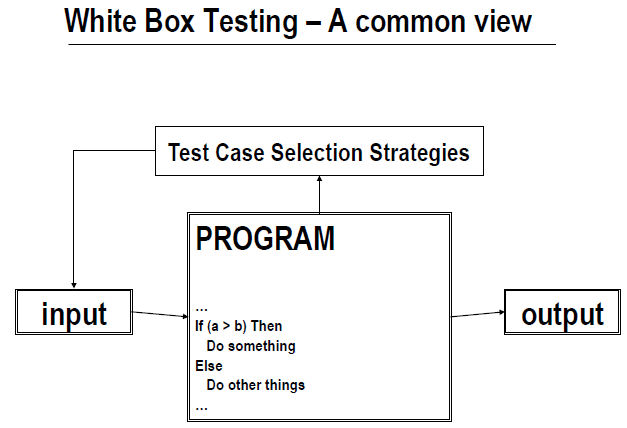 White Box Testing – A common view
Test Case Selection Strategies
PROGRAM
...
If (a > b) Then
Do something
Else
Do other things
...
input
output